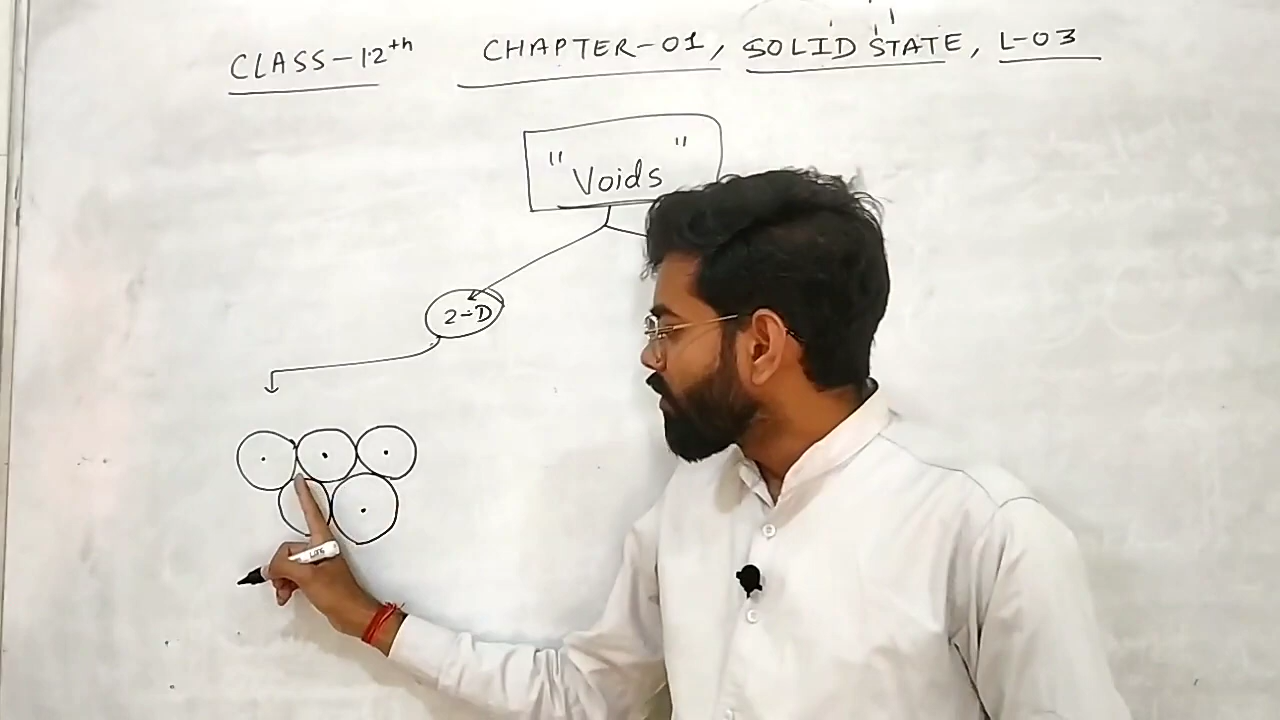 CLASS-12th CHAPTER-01, SOLID STATE, L-03
"Voids"
2-D